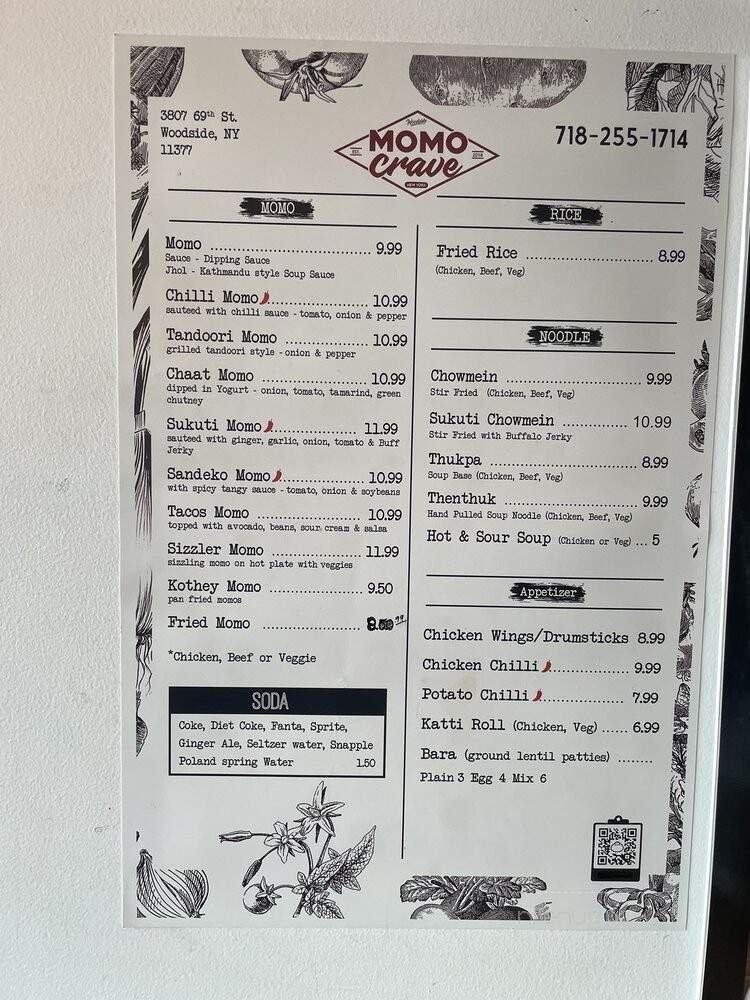 3807 69th St.
Woodside, NY
11377
Woodside
MOMO
EST.
2018
Crave
NEW YORK
718-255-1714
MOMO
Momo .................................. 9.99
Sauce - Dipping Sauce
Jhol - Kathmandu style Soup Sauce
Chilli Momo ..................... 10.99
sauteed with chilli sauce - tomato, onion & pepper
Tandoori Momo .................... 10.99
grilled tandoori style - onion & pepper
Chaat Momo ....................... 10.99
dipped in Yogurt - onion, tomato, tamarind, green
chutney
Sukuti Momo .................... 11.99
sauteed with ginger, garlic, onion, tomato & Buff
Jerky
Sandeko Momo .................. 10.99
with spicy tangy sauce - tomato, onion & soybeans
Tacos Momo ........................ 10.99
topped with avocado, beans, sour cream & salsa
Sizzler Momo ..................... 11.99
sizzling momo on hot plate with veggies
Kothey Momo ...................... 9.50
pan fried momos
Fried Momo ......................
*Chicken, Beef or Veggie
SODA
Coke, Diet Coke, Fanta, Sprite,
Ginger Ale, Seltzer water, Snapple
Poland spring Water 1.50
RICE
Fried Rice ............................ 8.99
(Chicken, Beef, Veg)
NOODLE
Chowmein ............................... 9.99
Stir Fried (Chicken, Beef, Veg)
Sukuti Chowmein ................. 10.99
Stir Fried with Buffalo Jerky
Thukpa ................................... 8.99
Soup Base (Chicken, Beef, Veg)
Thenthuk ............................... 9.99
Hand Pulled Soup Noodle (Chicken, Beef, Veg)
Hot & Sour Soup (Chicken or Veg) ... 5
Appetizer
Chicken Wings/Drumsticks 8.99
Chicken Chilli ................... 9.99
Potato Chilli ..................... 7.99
Katti Roll (Chicken, Veg) ...... 6.99
Bara (ground lentil patties) ........
Plain 3 Egg 4 Mix 6